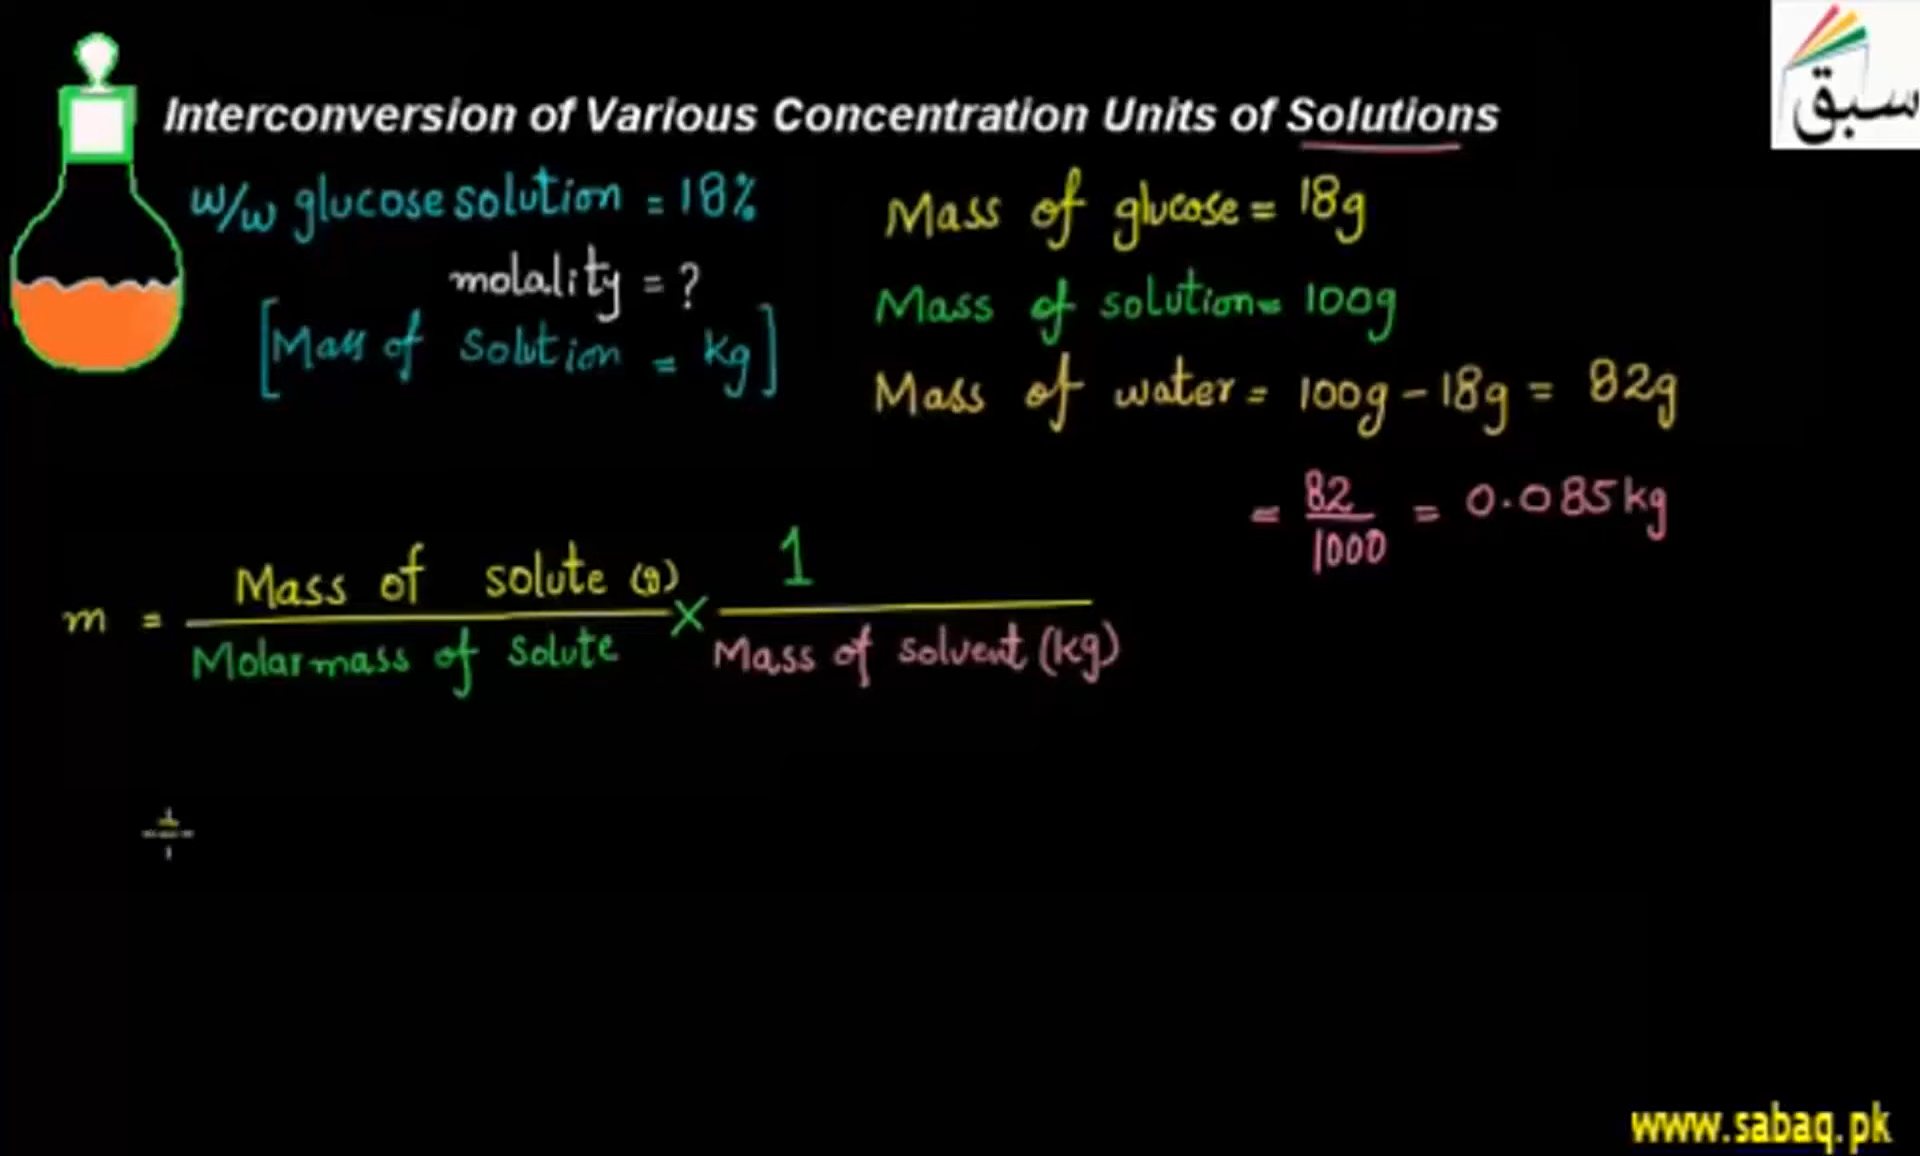 Interconversion of Various Concentration Units of Solutions
سبق
w/w glucose solution = 18%
molality = ?
[Mass of Solution = kg]
Mass of glucose = 18g
Mass of solution = 100g
Mass of water = 100g - 18g = 82g
= 82/1000 = 0.085kg
m = Mass of solute (g)/Molar mass of solute × 1/Mass of solvent (kg)
www.sabaq.pk